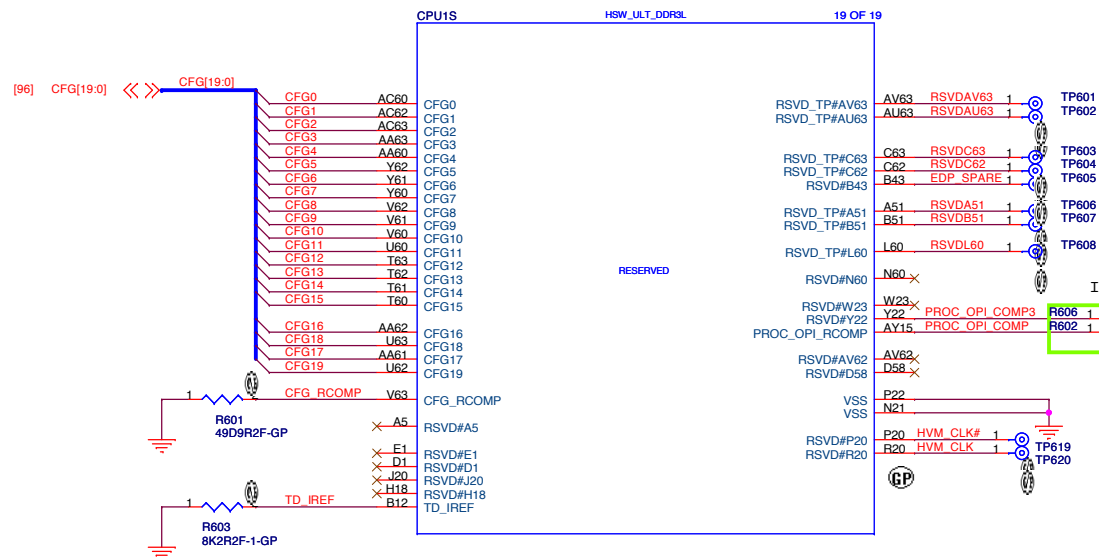 CPU1S HSW_ULT_DDR3L 19 OF 19
[96] CFG[19:0] CFG[19:0]
CFG0 AC60 CFG0
CFG1 AC62 CFG1
CFG2 AC63 CFG2
CFG3 AA63 CFG3
CFG4 AA60 CFG4
CFG5 Y62 CFG5
CFG6 Y61 CFG6
CFG7 Y60 CFG7
CFG8 V62 CFG8
CFG9 V61 CFG9
CFG10 V60 CFG10
CFG11 U60 CFG11
CFG12 T63 CFG12
CFG13 T62 CFG13
CFG14 T61 CFG14
CFG15 T60 CFG15
CFG16 AA62 CFG16
CFG18 U63 CFG18
CFG17 AA61 CFG17
CFG19 U62 CFG19
1 CFG_RCOMP V63 CFG_RCOMP
R601
49D9R2F-GP
A5 RSVD#A5
E1 RSVD#E1
D1 RSVD#D1
J20 RSVD#J20
H18 RSVD#H18
1 TD_IREF B12 TD_IREF
R603
8K2R2F-1-GP
RESERVED
RSVD_TP#AV63 AV63 RSVDAV63 1 TP601
RSVD_TP#AU63 AU63 RSVDAU63 1 TP602
RSVD_TP#C63 C63 RSVDC63 1 TP603
RSVD_TP#C62 C62 RSVDC62 1 TP604
RSVD#B43 B43 EDP_SPARE 1 TP605
RSVD_TP#A51 A51 RSVDA51 1 TP606
RSVD_TP#B51 B51 RSVDB51 1 TP607
RSVD_TP#L60 L60 RSVDL60 1 TP608
RSVD#N60 N60
I
RSVD#W23 W23
RSVD#Y22 Y22 PROC_OPI_COMP3 R606 1
PROC_OPI_RCOMP AY15 PROC_OPI_COMP R602 1
RSVD#AV62 AV62
RSVD#D58 D58
VSS P22
VSS N21
RSVD#P20 P20 HVM_CLK# 1 TP619
RSVD#R20 R20 HVM_CLK 1 TP620
GP